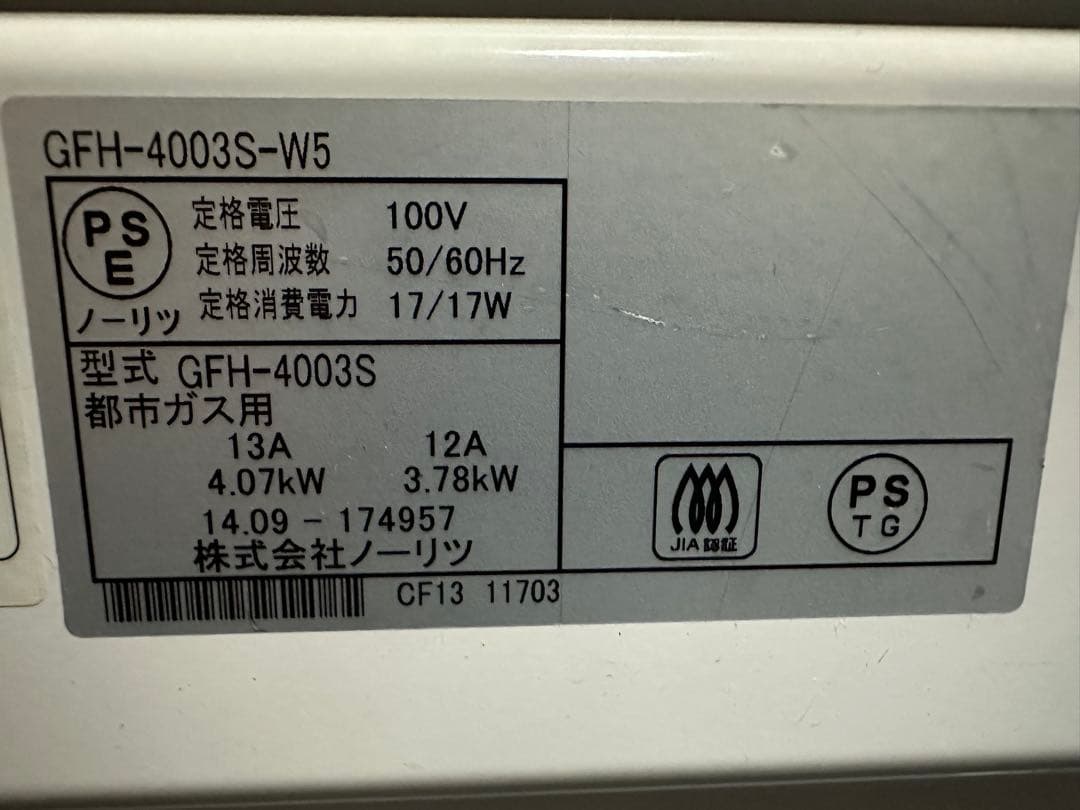 GFH-4003S-W5
PS
E
ノーリツ
定格電圧 100V
定格周波数 50/60Hz
定格消費電力 17/17W
型式 GFH-4003S
都市ガス用
13A 12A
4.07kW 3.78kW
14.09 - 174957
株式会社ノーリツ
JIA 認証
PS
TG
CF13 11703